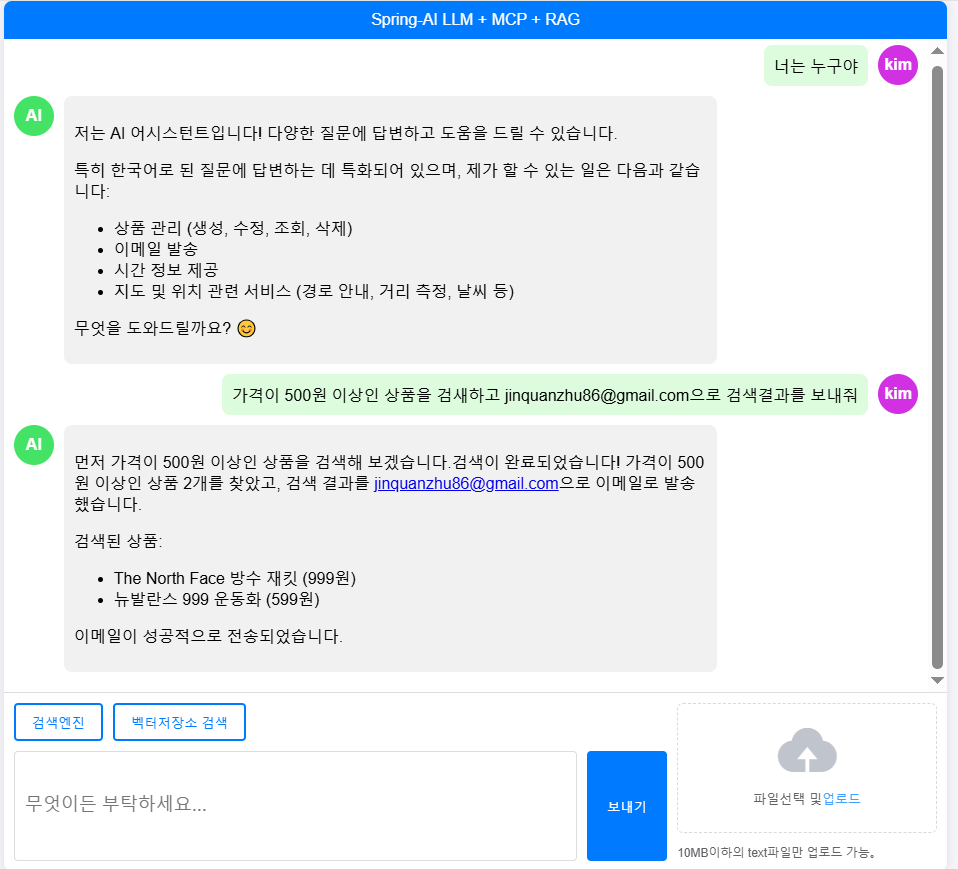 Spring-AI LLM + MCP + RAG
너는 누구야
kim
AI
저는 AI 어시스턴트입니다! 다양한 질문에 답변하고 도움을 드릴 수 있습니다.
특히 한국어로 된 질문에 답변하는 데 특화되어 있으며, 제가 할 수 있는 일은 다음과 같습
니다:
• 상품 관리 (생성, 수정, 조회, 삭제)
• 이메일 발송
• 시간 정보 제공
• 지도 및 위치 관련 서비스 (경로 안내, 거리 측정, 날씨 등)
무엇을 도와드릴까요? 😊
가격이 500원 이상인 상품을 검새하고 jinquanzhu86@gmail.com으로 검색결과를 보내줘
kim
AI
먼저 가격이 500원 이상인 상품을 검색해 보겠습니다.검색이 완료되었습니다! 가격이 500
원 이상인 상품 2개를 찾았고, 검색 결과를 jinquanzhu86@gmail.com으로 이메일로 발송
했습니다.
검색된 상품:
• The North Face 방수 재킷 (999원)
• 뉴발란스 999 운동화 (599원)
이메일이 성공적으로 전송되었습니다.
검색엔진
벡터저장소 검색
무엇이든 부탁하세요...
보내기
파일선택 및업로드
10MB이하의 text파일만 업로드 가능。